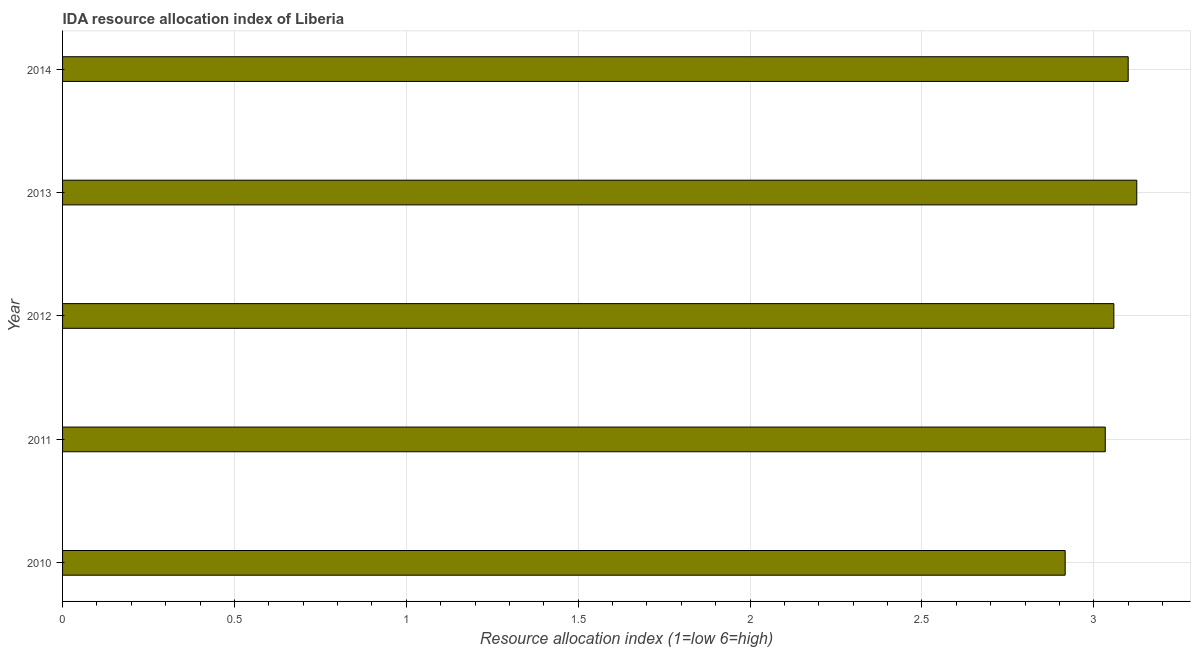 IDA resource allocation index of Liberia
2014
2013
2012
2011
2010
Year
0 0.5 1 1.5 2 2.5 3
Resource allocation index (1=low 6=high)